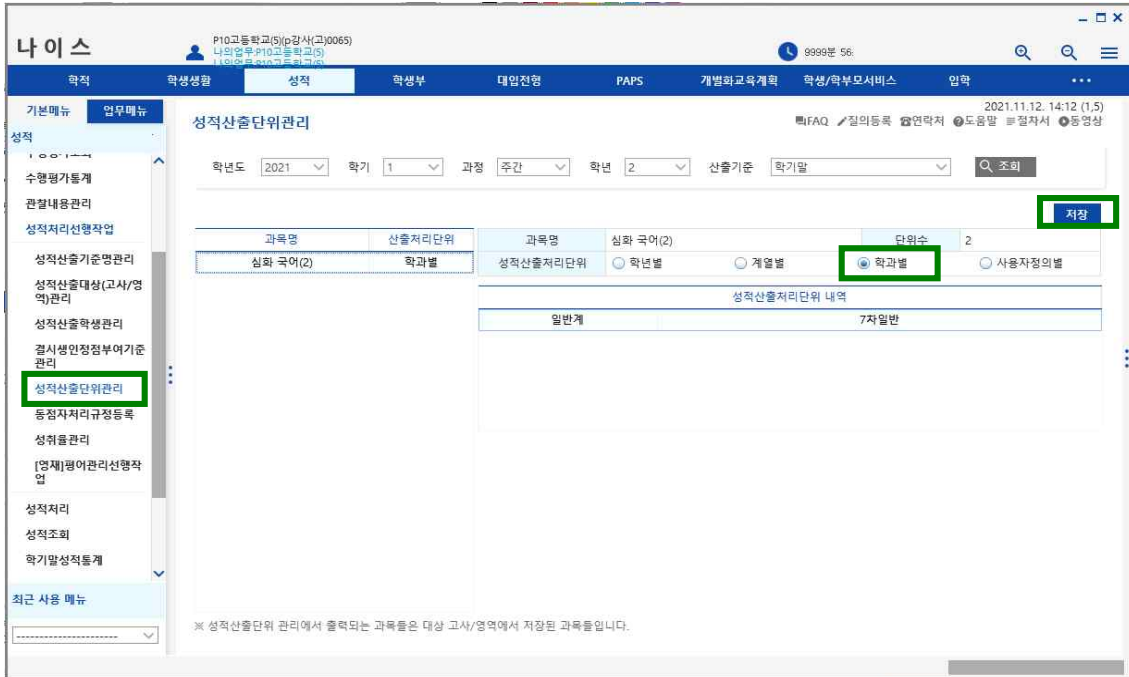 나이스
P10고등학교(5)(p강사(고)0065)
나의업무:P10고등학교(5)
9999분 56:
학적 학생생활 성적 학생부 대입전형 PAPS 개별화교육계획 학생/학부모서비스 입학 •••
기본메뉴 업무메뉴
성적
수행평가통계
관찰내용관리
성적처리선행작업
성적산출기준명관리
성적산출대상(고사/영
역)관리
성적산출학생관리
결시생인정점부여기준
관리
성적산출단위관리
동점자처리규정등록
성취율관리
[영재]평어관리선행작
업
성적처리
성적조회
학기말성적통계
최근 사용 메뉴
----------------------
성적산출단위관리
2021.11.12. 14:12 (1,5)
FAQ 질의등록 연락처 도움말 절차서 동영상
학년도 2021 학기 1 과정 주간 학년 2 산출기준 학기말 조회
저장
과목명 산출처리단위
심화 국어(2) 학과별
과목명 심화 국어(2) 단위수 2
성적산출처리단위 학년별 계열별 학과별 사용자정의별
성적산출처리단위 내역
일반계 7차일반
※ 성적산출단위 관리에서 출력되는 과목들은 대상 고사/영역에서 저장된 과목들입니다.